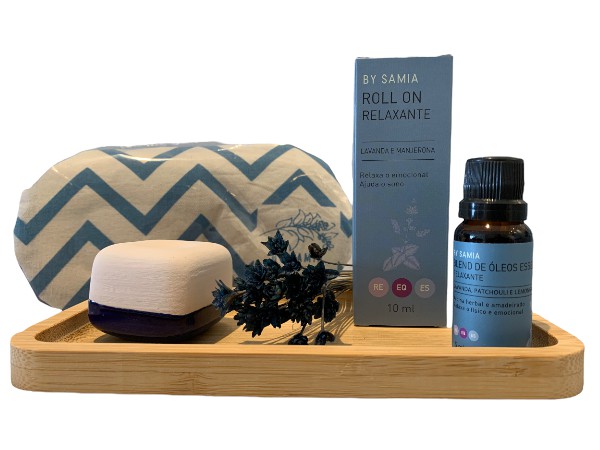 BY SAMIA
ROLL ON
RELAXANTE
LAVANDA E MANJERONA
Relaxa o emocional
Ajuda o sono
RE EQ ES
10 ml
BY SAMIA
BLEND DE ÓLEOS ESSE
RELAXANTE
LAVANDA, PATCHOULI E LEMON
herbal e amadeirado
físico e emocional